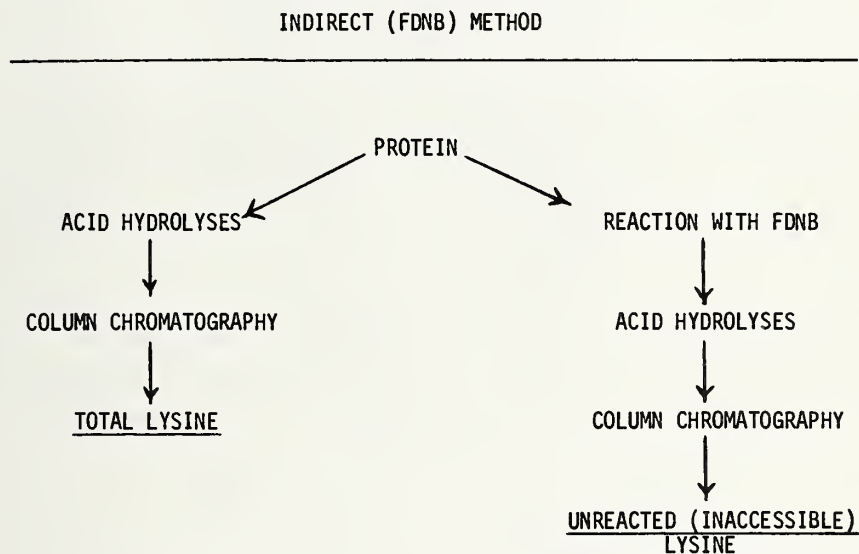 INDIRECT (FDNB) METHOD
PROTEIN
ACID HYDROLYSES
COLUMN CHROMATOGRAPHY
TOTAL LYSINE
REACTION WITH FDNB
ACID HYDROLYSES
COLUMN CHROMATOGRAPHY
UNREACTED (INACCESSIBLE)
LYSINE